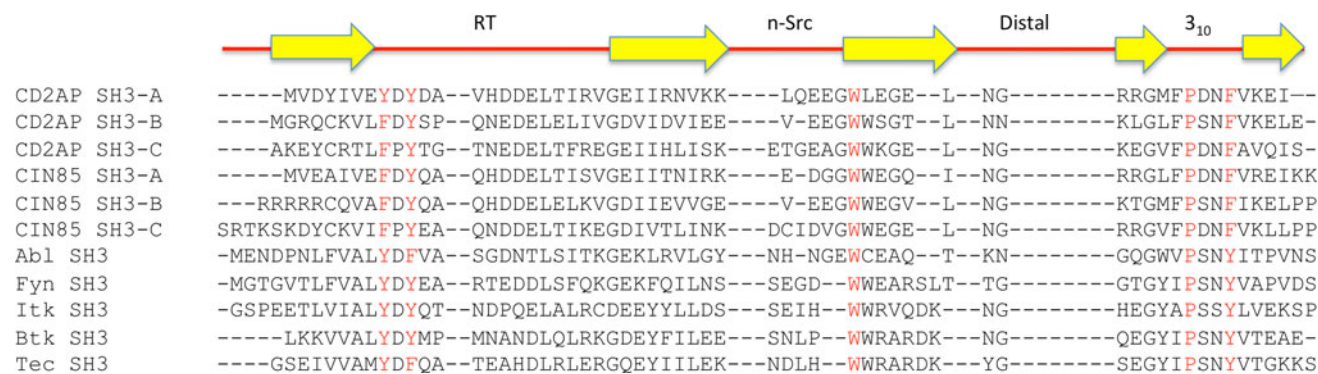 RT n-Src Distal 3₁₀
CD2AP SH3-A -----MVDYIVEYDYDA--VHDDELTIRVGEIIRNVKK----LQEEGWLEGE--L--NG--------RRGMFPDNFVKEI--
CD2AP SH3-B ----MGRQCKVLFDYSP--QNEDELELIVGDVIDVIEE----V-EEGWWSGT--L--NN--------KLGLFPSNFVKELE-
CD2AP SH3-C ----AKEYCRTLFPYTG--TNEDELTFREGEIIHLISK---ETGEAGWWKGE--L--NG--------KEGVFPDNFAVQIS-
CIN85 SH3-A -----MVEAIVEFDYQA--QHDDELTISVGEIITNIRK----E-DGGWWEGQ--I--NG--------RRGLFPDNFVREIKK
CIN85 SH3-B ---RRRRRCQVAFDYQA--QNDDELELKVGDIIEVVGE----V-EEGWWEGV--L--NG--------KTGMFPSNFIKELPP
CIN85 SH3-C SRTKSKDYCKVIFPYEA--QNDDELTIKEGDIVTLINK---DCIDVGWWEGE--L--NG--------RRGVFPDNFVKLLPP
Abl SH3 -MENDPNLFVALYDFVA--SGDNTLSITKGEKLRVLGY---NH-NGEWCEAQ--T--KN--------GQGWVPSNYITPVNS
Fyn SH3 -MGTGVTLFVALYDYEA--RTEDDLSFQKGEKFQILNS---SEGD--WWEARSLT--TG--------GTGYIPSNYVAPVDS
Itk SH3 -GSPEETLVIALYDYQT--NDPQELALRCDEEYYLLDS---SEIH--WWRVQDK---NG--------HEGYAPSSYLVEKSP
Btk SH3 -----LKKVVALYDYMP--MNANDLQLRKGDEYFILEE---SNLP--WWRARDK---NG--------QEGYIPSNYVTEAE-
Tec SH3 ----GSEIVVAMYDFQA--TEAHDLRLERGQEYIILEK---NDLH--WWRARDK---YG--------SEGYIPSNYVTGKKS